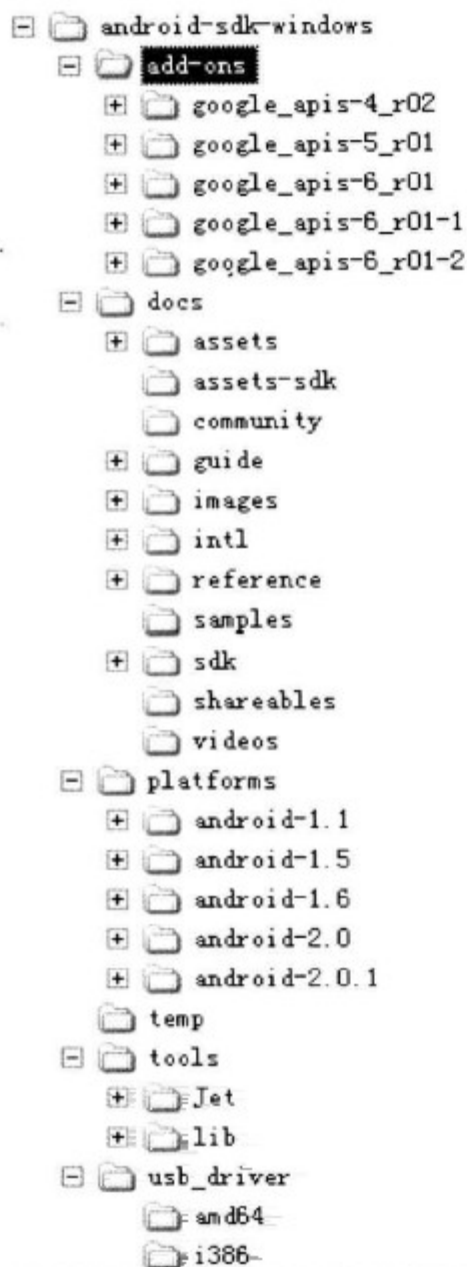 android-sdk-windows
add-ons
google_apis-4_r02
google_apis-5_r01
google_apis-6_r01
google_apis-6_r01-1
google_apis-6_r01-2
docs
assets
assets-sdk
community
guide
images
intl
reference
samples
sdk
shareables
videos
platforms
android-1.1
android-1.5
android-1.6
android-2.0
android-2.0.1
temp
tools
Jet
lib
usb_driver
amd64
i386